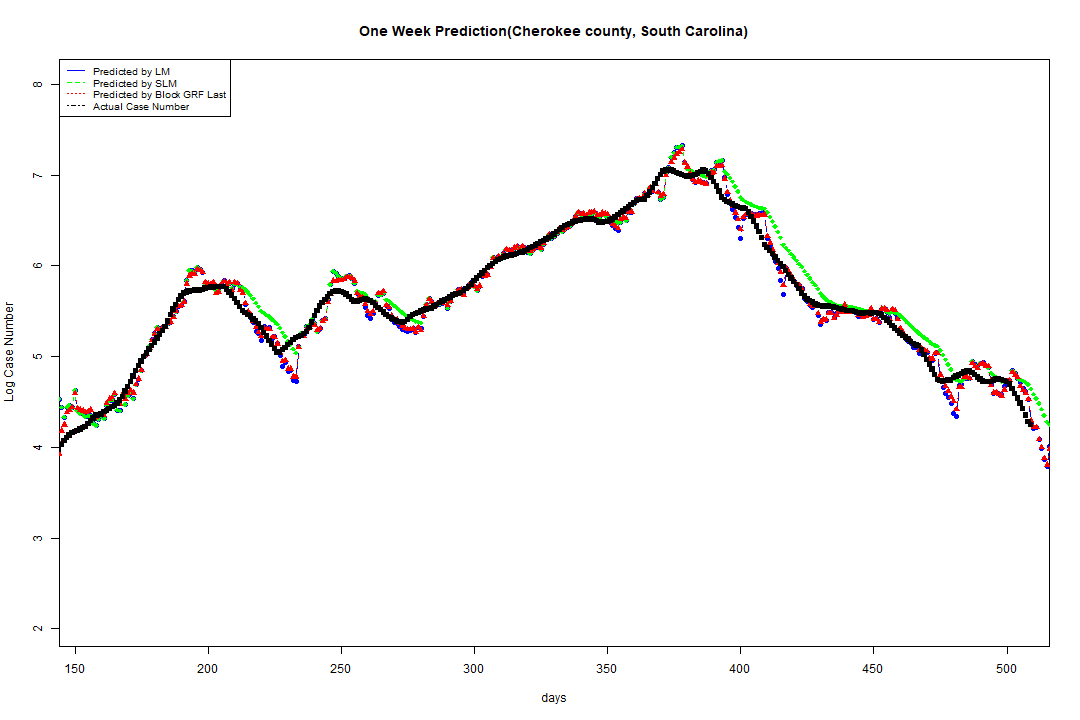 One Week Prediction(Cherokee county, South Carolina)
Predicted by LM
Predicted by SLM
Predicted by Block GRF Last
Actual Case Number
8
7
6
5
4
3
2
Log Case Number
150 200 250 300 350 400 450 500
days